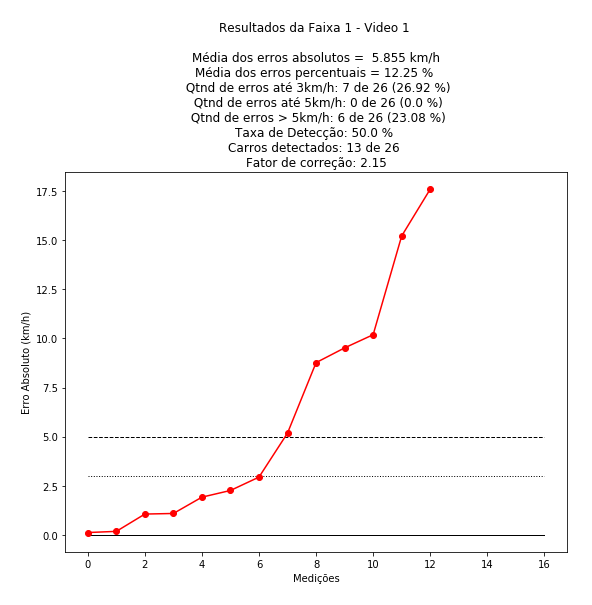 Resultados da Faixa 1 - Video 1
Média dos erros absolutos =  5.855 km/h
Média dos erros percentuais = 12.25 %
Qtnd de erros até 3km/h: 7 de 26 (26.92 %)
Qtnd de erros até 5km/h: 0 de 26 (0.0 %)
Qtnd de erros > 5km/h: 6 de 26 (23.08 %)
Taxa de Detecção: 50.0 %
Carros detectados: 13 de 26
Fator de correção: 2.15
17.5
15.0
12.5
10.0
7.5
5.0
2.5
0.0
Erro Absoluto (km/h)
0 2 4 6 8 10 12 14 16
Medições